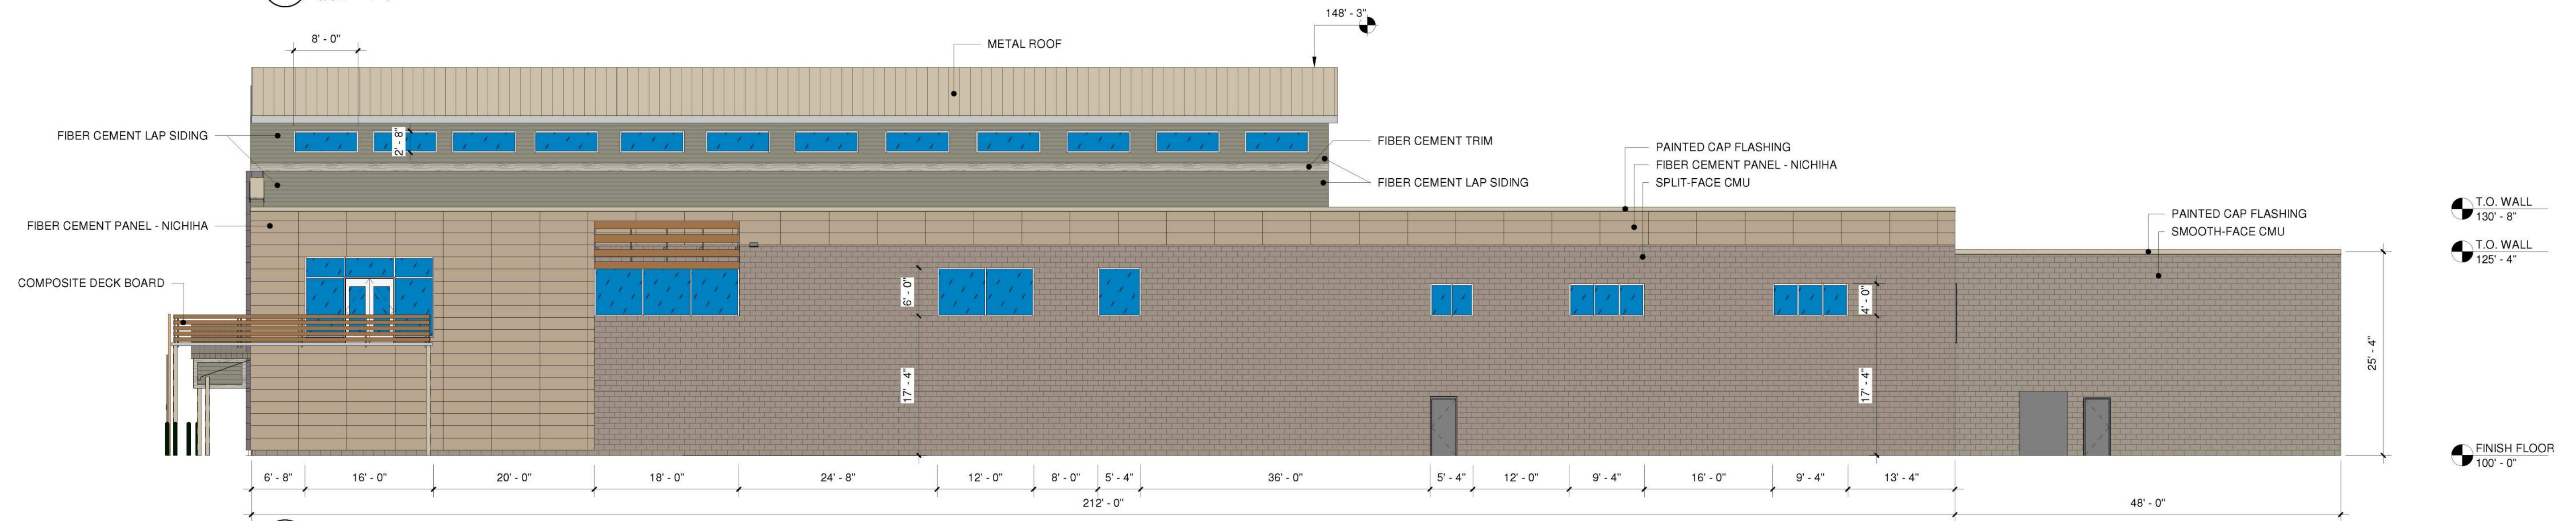 148' - 3"
8' - 0"
METAL ROOF
FIBER CEMENT LAP SIDING
2' - 8"
FIBER CEMENT TRIM
PAINTED CAP FLASHING
FIBER CEMENT PANEL - NICHIHA
FIBER CEMENT LAP SIDING
SPLIT-FACE CMU
T.O. WALL
130' - 8"
PAINTED CAP FLASHING
FIBER CEMENT PANEL - NICHIHA
SMOOTH-FACE CMU
T.O. WALL
125' - 4"
COMPOSITE DECK BOARD
6' - 0"
4' - 0"
25' - 4"
17' - 4"
17' - 4"
FINISH FLOOR
100' - 0"
6' - 8"
16' - 0"
20' - 0"
18' - 0"
24' - 8"
12' - 0"
8' - 0"
5' - 4"
36' - 0"
5' - 4"
12' - 0"
9' - 4"
16' - 0"
9' - 4"
13' - 4"
212' - 0"
48' - 0"